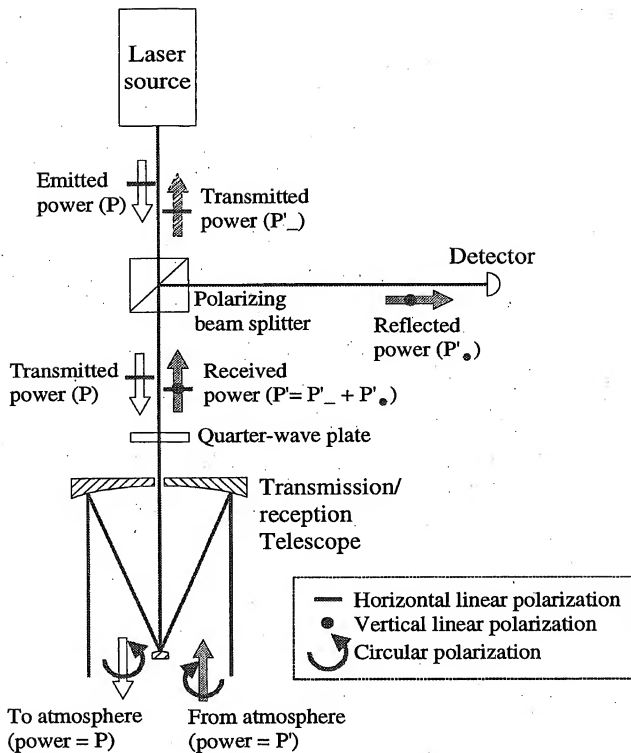 Laser
source
Emitted
power (P)
Transmitted
power (P'_)
Detector
Polarizing
beam splitter
Reflected
power (P'●)
Transmitted
power (P)
Received
power (P'= P'_ + P'●)
Quarter-wave plate
Transmission/
reception
Telescope
Horizontal linear polarization
Vertical linear polarization
Circular polarization
To atmosphere
(power = P)
From atmosphere
(power = P')